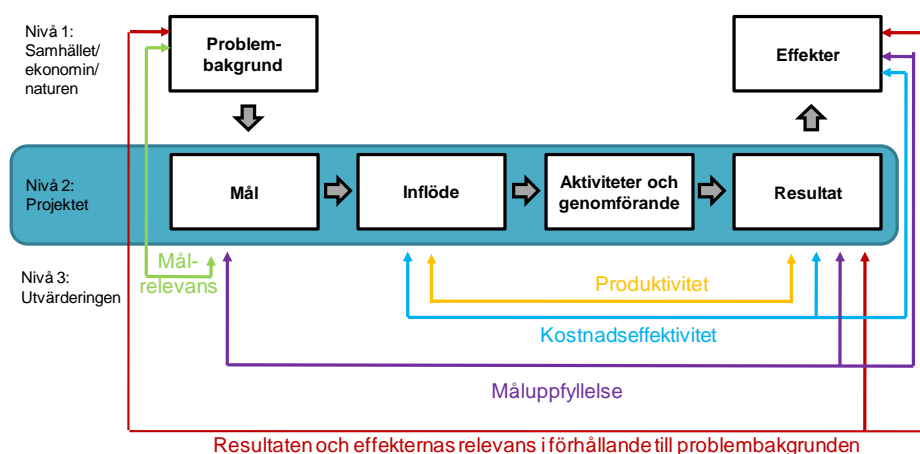 Nivå 1:
Samhället/
ekonomin/
naturen
Problem-
bakgrund
Effekter
Nivå 2:
Projektet
Mål
Inflöde
Aktiviteter och
genomförande
Resultat
Nivå 3:
Utvärderingen
Mål-
relevans
Produktivitet
Kostnadseffektivitet
Måluppfyllelse
Resultaten och effekternas relevans i förhållande till problembakgrunden